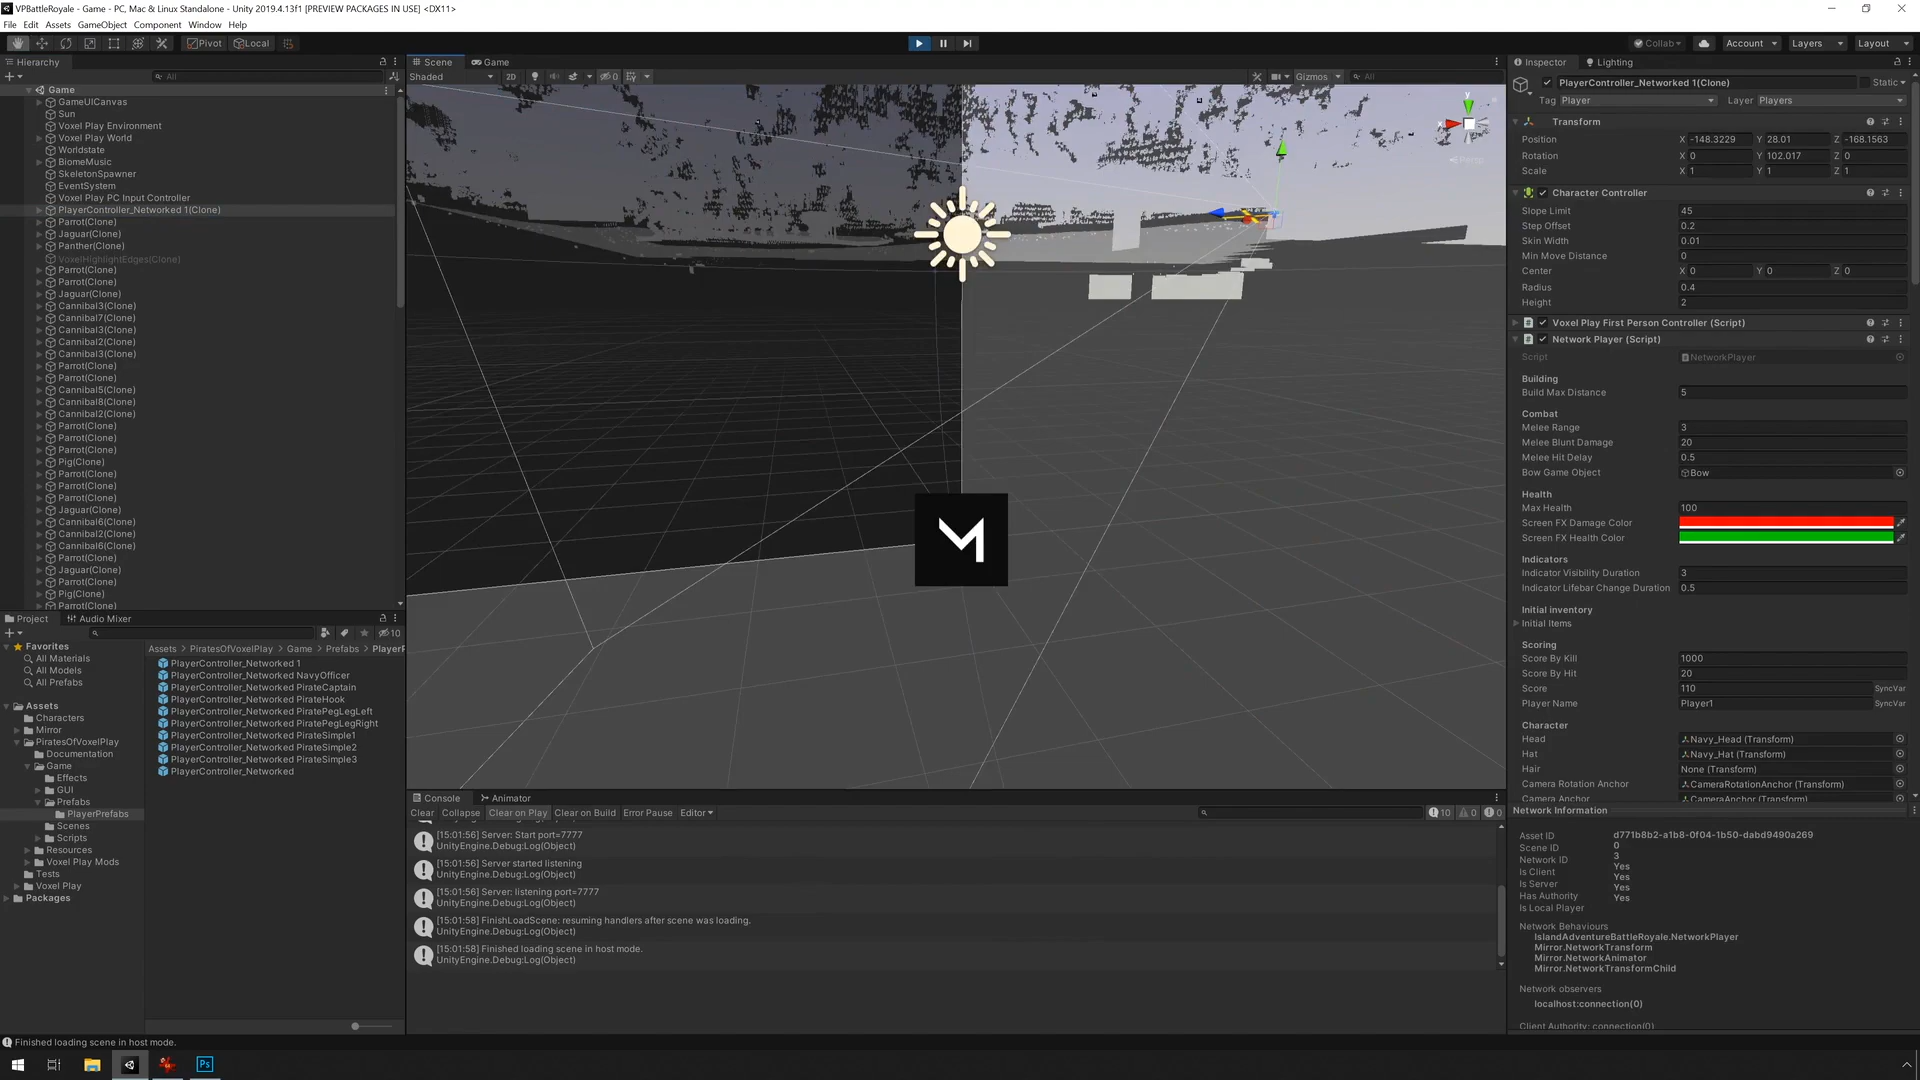 VPBattleRoyale - Game - PC, Mac & Linux Standalone - Unity 2019.4.13f1 [PREVIEW PACKAGES IN USE] <DX11>
File Edit Assets GameObject Component Window Help
Pivot Local Collab Account Layers Layout
Hierarchy
All
Game
GameUICanvas
Sun
Voxel Play Environment
Voxel Play World
Worldstate
BiomeMusic
SkeletonSpawner
EventSystem
Voxel Play PC Input Controller
PlayerController_Networked 1(Clone)
Parrot(Clone)
Jaguar(Clone)
Panther(Clone)
VoxelHighlightEdges(Clone)
Parrot(Clone)
Parrot(Clone)
Jaguar(Clone)
Cannibal3(Clone)
Cannibal7(Clone)
Cannibal3(Clone)
Cannibal2(Clone)
Cannibal3(Clone)
Parrot(Clone)
Parrot(Clone)
Cannibal5(Clone)
Cannibal8(Clone)
Cannibal2(Clone)
Parrot(Clone)
Parrot(Clone)
Parrot(Clone)
Pig(Clone)
Parrot(Clone)
Parrot(Clone)
Parrot(Clone)
Jaguar(Clone)
Cannibal6(Clone)
Cannibal2(Clone)
Cannibal6(Clone)
Parrot(Clone)
Jaguar(Clone)
Parrot(Clone)
Pig(Clone)
Parrot(Clone)
Project Audio Mixer
10
Favorites
All Materials
All Models
All Prefabs
Assets
Characters
Mirror
PiratesOfVoxelPlay
Documentation
Game
Effects
GUI
Prefabs
PlayerPrefabs
Scenes
Scripts
Resources
Voxel Play Mods
Tests
Voxel Play
Packages
Assets > PiratesOfVoxelPlay > Game > Prefabs > PlayerP
PlayerController_Networked 1
PlayerController_Networked NavyOfficer
PlayerController_Networked PirateCaptain
PlayerController_Networked PirateHook
PlayerController_Networked PiratePegLegLeft
PlayerController_Networked PiratePegLegRight
PlayerController_Networked PirateSimple1
PlayerController_Networked PirateSimple2
PlayerController_Networked PirateSimple3
PlayerController_Networked
Scene Game
Shaded 2D 0 Gizmos All
y
x
Persp
Console Animator
Clear Collapse Clear on Play Clear on Build Error Pause Editor 10 0 0
[15:01:56] Server: Start port=7777
UnityEngine.Debug:Log(Object)
[15:01:56] Server started listening
UnityEngine.Debug:Log(Object)
[15:01:56] Server: listening port=7777
UnityEngine.Debug:Log(Object)
[15:01:58] FinishLoadScene: resuming handlers after scene was loading.
UnityEngine.Debug:Log(Object)
[15:01:58] Finished loading scene in host mode.
UnityEngine.Debug:Log(Object)
Inspector Lighting
PlayerController_Networked 1(Clone) Static
Tag Player Layer Players
Transform
Position X -148.3229 Y 28.01 Z -168.1563
Rotation X 0 Y 102.017 Z 0
Scale X 1 Y 1 Z 1
Character Controller
Slope Limit 45
Step Offset 0.2
Skin Width 0.01
Min Move Distance 0
Center X 0 Y 0 Z 0
Radius 0.4
Height 2
Voxel Play First Person Controller (Script)
Network Player (Script)
Script NetworkPlayer
Building
Build Max Distance 5
Combat
Melee Range 3
Melee Blunt Damage 20
Melee Hit Delay 0.5
Bow Game Object Bow
Health
Max Health 100
Screen FX Damage Color
Screen FX Health Color
Indicators
Indicator Visibility Duration 3
Indicator Lifebar Change Duration 0.5
Initial inventory
Initial Items
Scoring
Score By Kill 1000
Score By Hit 20
Score 110 SyncVar
Player Name Player1 SyncVar
Character
Head Navy_Head (Transform)
Hat Navy_Hat (Transform)
Hair None (Transform)
Camera Rotation Anchor CameraRotationAnchor (Transform)
Camera Anchor CameraAnchor (Transform)
Network Information
Asset ID d771b8b2-a1b8-0f04-1b50-dabd9490a269
Scene ID 0
Network ID 3
Is Client Yes
Is Server Yes
Has Authority Yes
Is Local Player Yes
Network Behaviours
IslandAdventureBattleRoyale.NetworkPlayer
Mirror.NetworkTransform
Mirror.NetworkAnimator
Mirror.NetworkTransformChild
Network observers
localhost:connection(0)
Client Authority: connection(0)
Finished loading scene in host mode.
Ps